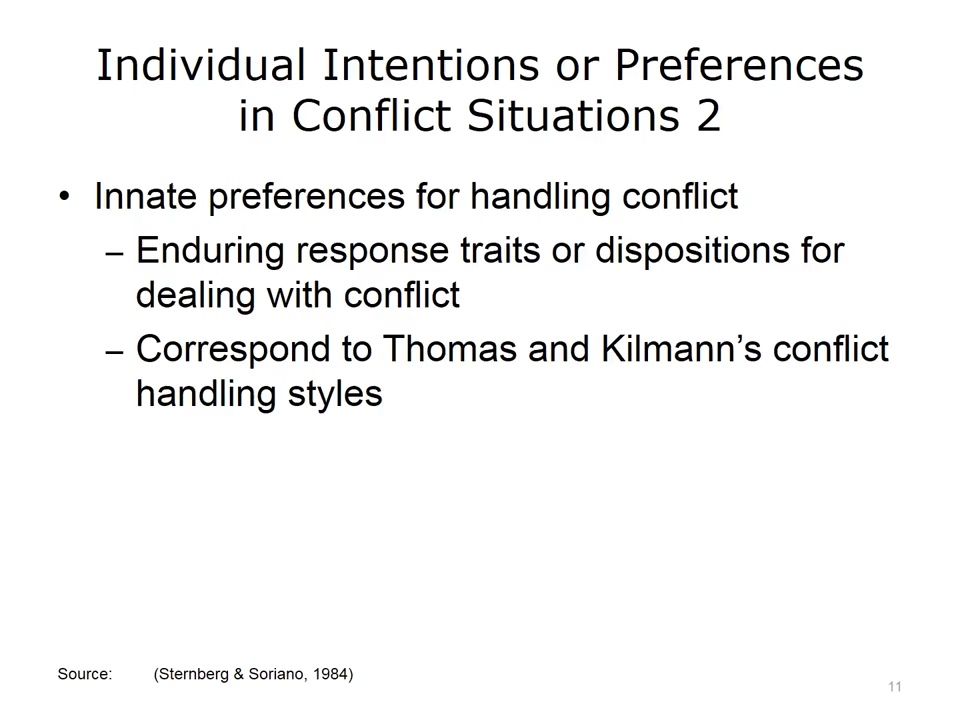 Individual Intentions or Preferences
in Conflict Situations 2
• Innate preferences for handling conflict
– Enduring response traits or dispositions for
dealing with conflict
– Correspond to Thomas and Kilmann’s conflict
handling styles
Source: (Sternberg & Soriano, 1984)
11